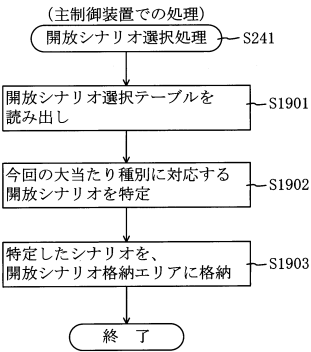 (主制御装置での処理)
開放シナリオ選択処理
S241
開放シナリオ選択テーブルを
読み出し
S1901
今回の大当たり種別に対応する
開放シナリオを特定
S1902
特定したシナリオを、
開放シナリオ格納エリアに格納
S1903
終 了